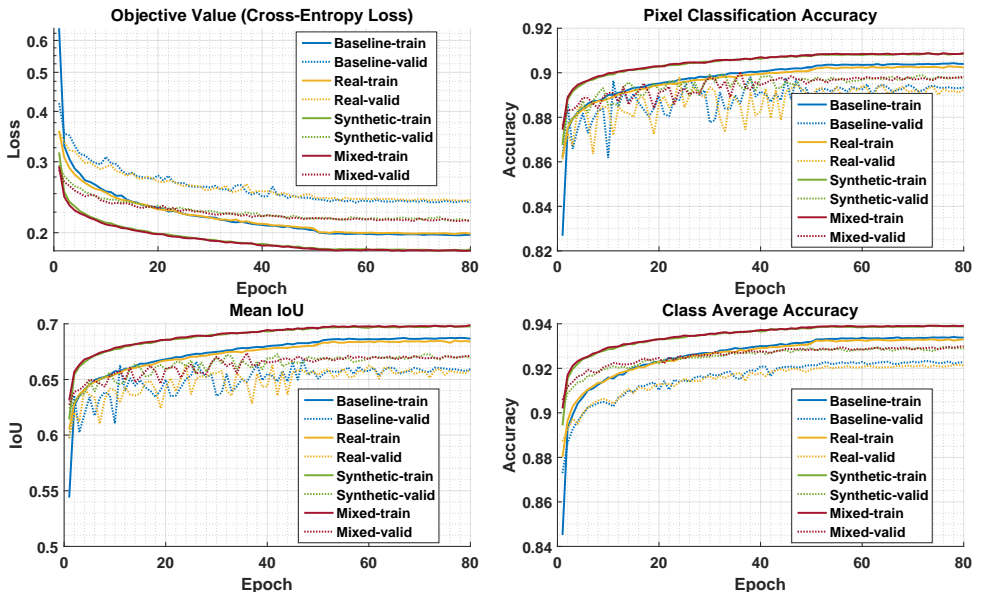 Objective Value (Cross-Entropy Loss)
0.6
0.5
0.4
0.3
0.2
Loss
0
20
40
60
80
Epoch
Baseline-train
Baseline-valid
Real-train
Real-valid
Synthetic-train
Synthetic-valid
Mixed-train
Mixed-valid
Pixel Classification Accuracy
0.92
0.9
0.88
0.86
0.84
0.82
Accuracy
0
20
40
60
80
Epoch
Baseline-train
Baseline-valid
Real-train
Real-valid
Synthetic-train
Synthetic-valid
Mixed-train
Mixed-valid
Mean IoU
0.7
0.65
0.6
0.55
0.5
IoU
0
20
40
60
80
Epoch
Baseline-train
Baseline-valid
Real-train
Real-valid
Synthetic-train
Synthetic-valid
Mixed-train
Mixed-valid
Class Average Accuracy
0.94
0.92
0.9
0.88
0.86
0.84
Accuracy
0
20
40
60
80
Epoch
Baseline-train
Baseline-valid
Real-train
Real-valid
Synthetic-train
Synthetic-valid
Mixed-train
Mixed-valid